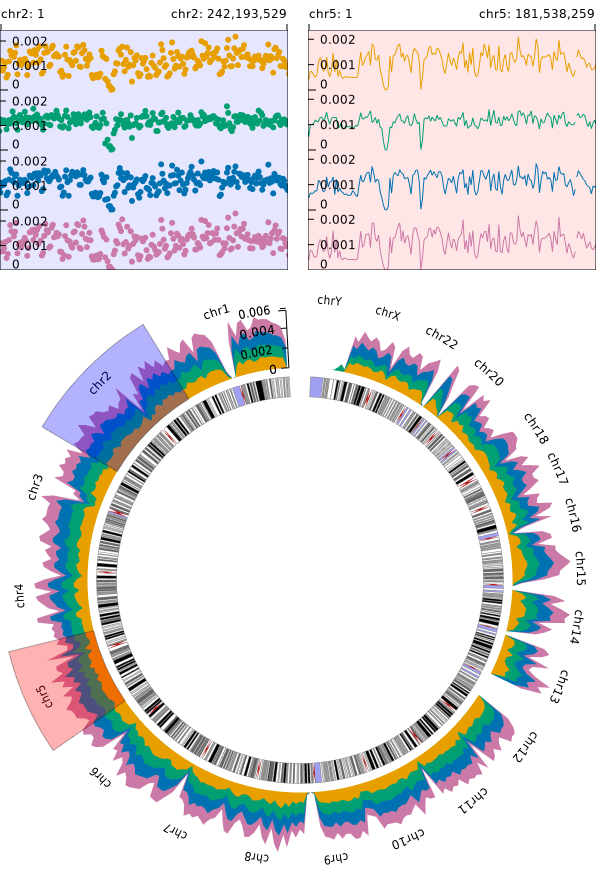 chr2: 1 chr2: 242,193,529 chr5: 1 chr5: 181,538,259
0.002 0.002
0.001 0.001
0 0
0.002 0.002
0.001 0.001
0 0
0.002 0.002
0.001 0.001
0 0
0.002 0.002
0.001 0.001
0 0
chr1
0.006
0.004
0.002
0
chrY
chrX
chr22
chr20
chr18
chr17
chr16
chr15
chr14
chr13
chr12
chr11
chr10
chr9
chr8
chr7
chr6
chr5
chr4
chr3
chr2